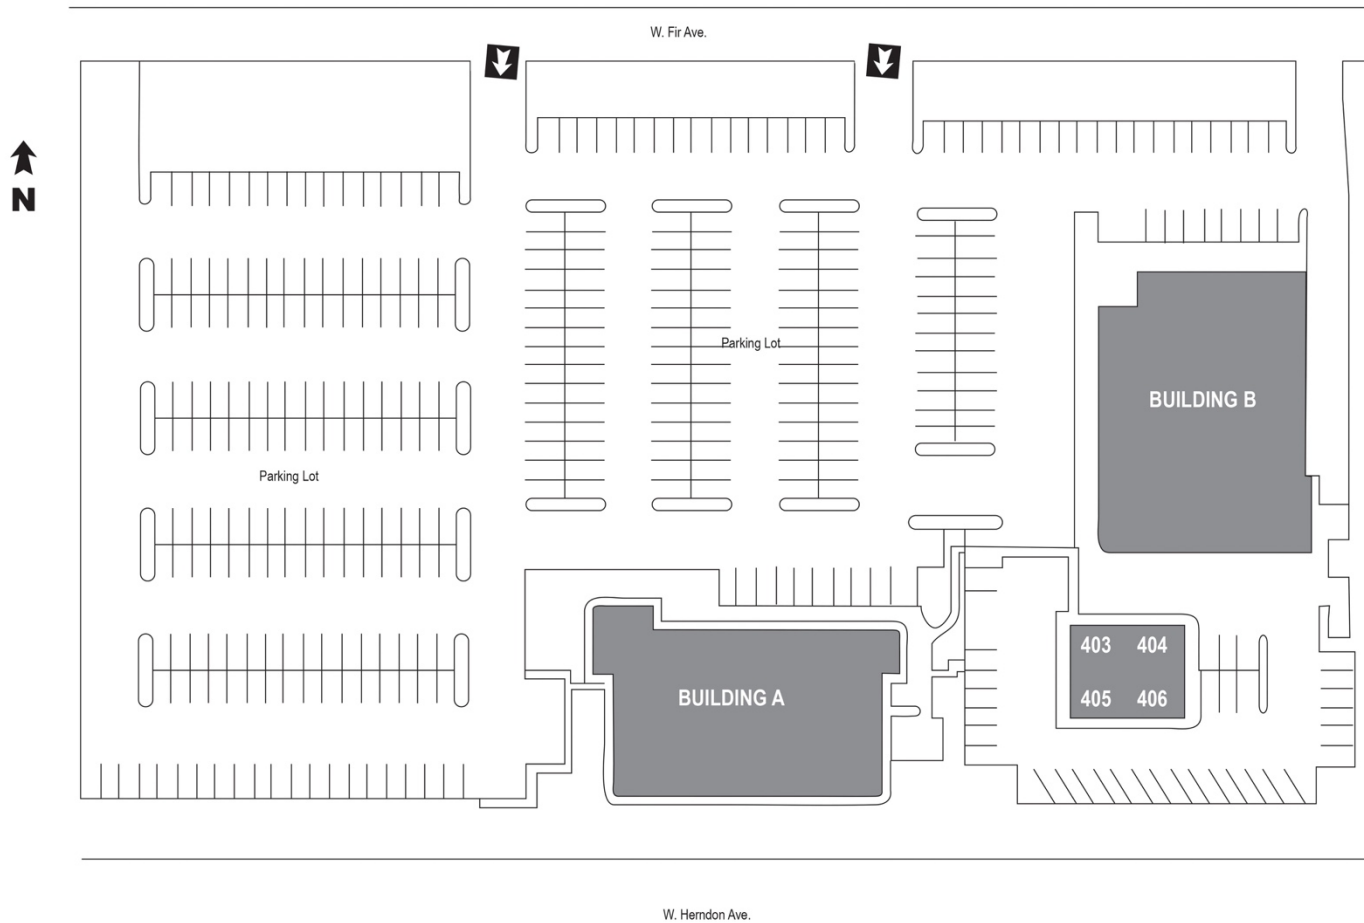 W. Fir Ave.
N
Parking Lot
BUILDING B
Parking Lot
403 404
405 406
BUILDING A
W. Herndon Ave.